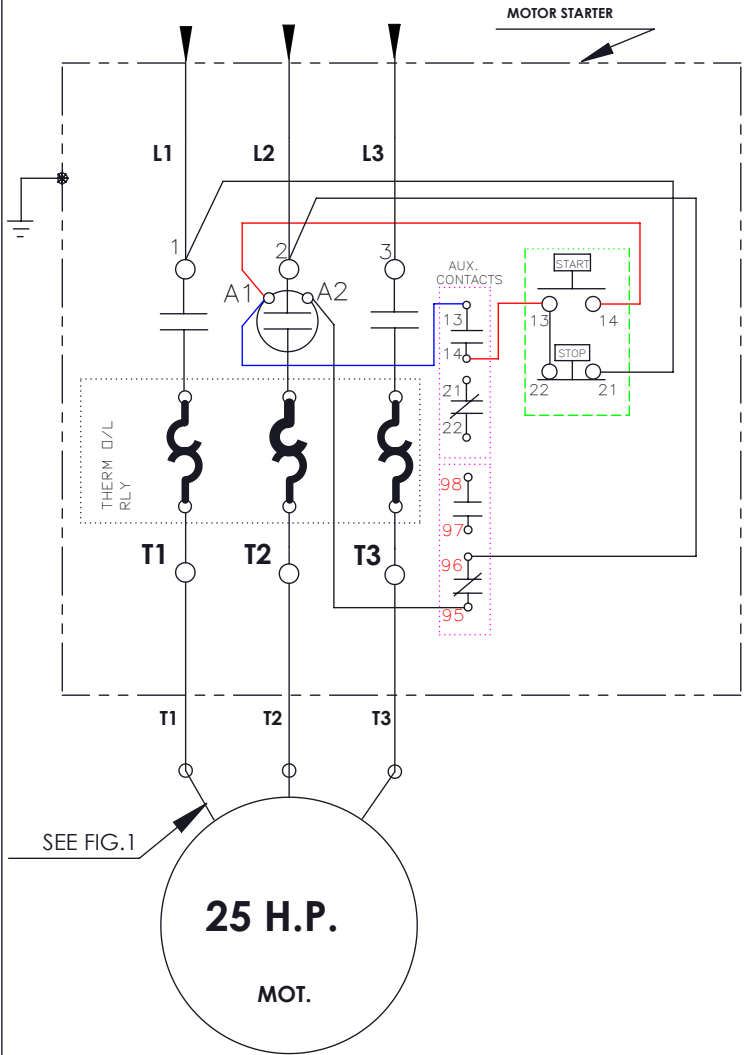 MOTOR STARTER
L1
L2
L3
1
2
3
A1
A2
AUX.
CONTACTS
13
14
21
22
START
13
14
STOP
22
21
THERM O/L
RLY
98
97
96
95
T1
T2
T3
T1
T2
T3
SEE FIG.1
25 H.P.
MOT.